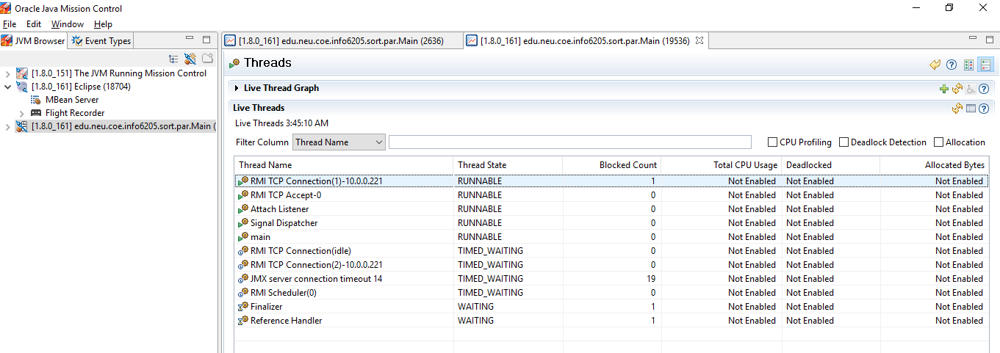 Oracle Java Mission Control
File Edit Window Help
JVM Browser Event Types
[1.8.0_151] The JVM Running Mission Control
[1.8.0_161] Eclipse (18704)
MBean Server
Flight Recorder
[1.8.0_161] edu.neu.coe.info6205.sort.par.Main (
[1.8.0_161] edu.neu.coe.info6205.sort.par.Main (2636) [1.8.0_161] edu.neu.coe.info6205.sort.par.Main (19536)
Threads
Live Thread Graph
Live Threads
Live Threads 3:45:10 AM
Filter Column Thread Name CPU Profiling Deadlock Detection Allocation
Thread Name Thread State Blocked Count Total CPU Usage Deadlocked Allocated Bytes
RMI TCP Connection(1)-10.0.0.221 RUNNABLE 1 Not Enabled Not Enabled Not Enabled
RMI TCP Accept-0 RUNNABLE 0 Not Enabled Not Enabled Not Enabled
Attach Listener RUNNABLE 0 Not Enabled Not Enabled Not Enabled
Signal Dispatcher RUNNABLE 0 Not Enabled Not Enabled Not Enabled
main RUNNABLE 0 Not Enabled Not Enabled Not Enabled
RMI TCP Connection(idle) TIMED_WAITING 0 Not Enabled Not Enabled Not Enabled
RMI TCP Connection(2)-10.0.0.221 TIMED_WAITING 0 Not Enabled Not Enabled Not Enabled
JMX server connection timeout 14 TIMED_WAITING 19 Not Enabled Not Enabled Not Enabled
RMI Scheduler(0) TIMED_WAITING 0 Not Enabled Not Enabled Not Enabled
Finalizer WAITING 1 Not Enabled Not Enabled Not Enabled
Reference Handler WAITING 1 Not Enabled Not Enabled Not Enabled